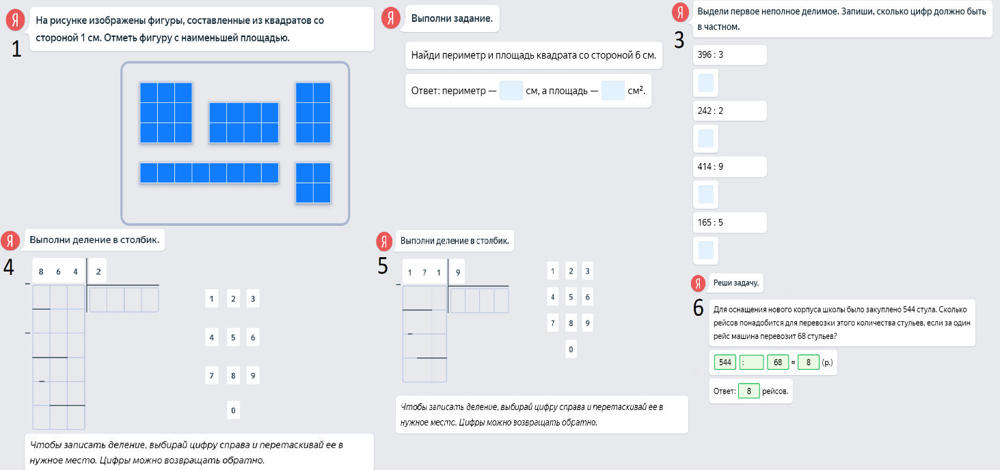 Я
На рисунке изображены фигуры, составленные из квадратов со
стороной 1 см. Отметь фигуру с наименьшей площадью.
1
Я
Выполни задание.
Найди периметр и площадь квадрата со стороной 6 см.
Ответ: периметр — см, а площадь — см².
Я
Выдели первое неполное делимое. Запиши, сколько цифр должно быть
в частном.
3
396 : 3
242 : 2
414 : 9
165 : 5
Я
Выполни деление в столбик.
4
8 6 4 2
1 2 3
4 5 6
7 8 9
0
Чтобы записать деление, выбирай цифру справа и перетаскивай ее в
нужное место. Цифры можно возвращать обратно.
Я
Выполни деление в столбик.
5
1 7 1 9
1 2 3
4 5 6
7 8 9
0
Чтобы записать деление, выбирай цифру справа и перетаскивай ее в
нужное место. Цифры можно возвращать обратно.
Я
Реши задачу.
6
Для оснащения нового корпуса школы было закуплено 544 стула. Сколько
рейсов понадобится для перевозки этого количества стульев, если за один
рейс машина перевозит 68 стульев?
544 : 68 = 8 (р.)
Ответ: 8 рейсов.